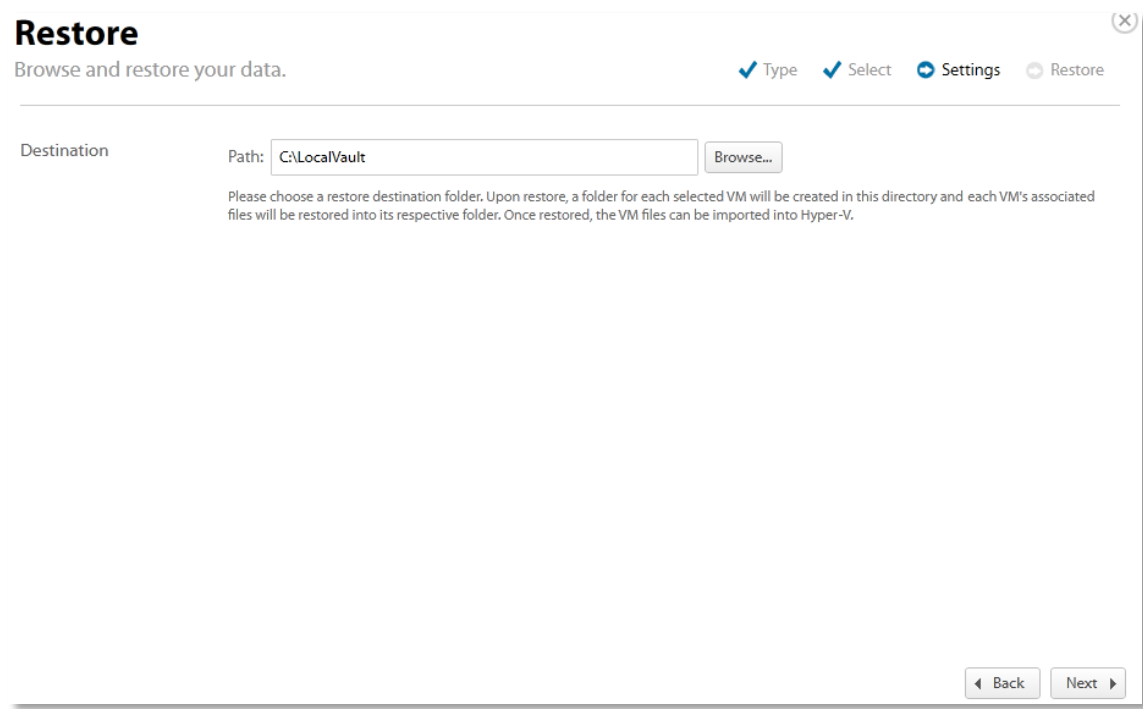 Restore
Browse and restore your data.
Type Select Settings Restore
Destination
Path: C:\LocalVault Browse...
Please choose a restore destination folder. Upon restore, a folder for each selected VM will be created in this directory and each VM's associated
files will be restored into its respective folder. Once restored, the VM files can be imported into Hyper-V.
Back Next